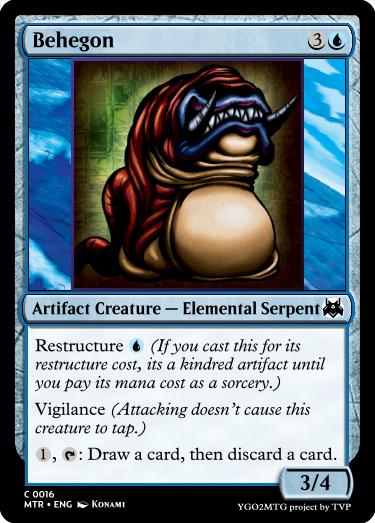 Behegon 3
Artifact Creature — Elemental Serpent
Restructure (If you cast this for its
restructure cost, its a kindred artifact until
you pay its mana cost as a sorcery.)
Vigilance (Attacking doesn't cause this
creature to tap.)
1, : Draw a card, then discard a card.
3/4
C 0016
MTR • ENG Konami
YGO2MTG project by TVP